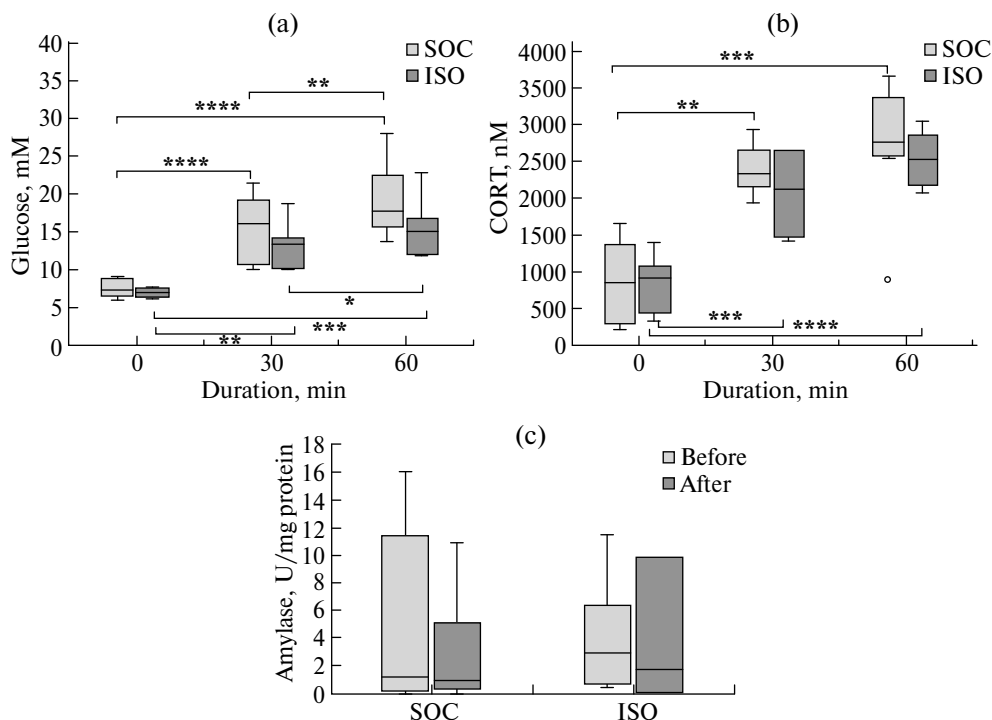 (a)
40
35
30
25
20
15
10
5
0
Glucose, mM
SOC
ISO
**
****
****
*
***
**
0 30 60
Duration, min
(b)
4000
3500
3000
2500
2000
1500
1000
500
0
CORT, nM
SOC
ISO
***
**
***
****
0 30 60
Duration, min
(c)
18
16
14
12
10
8
6
4
2
0
Amylase, U/mg protein
Before
After
SOC ISO